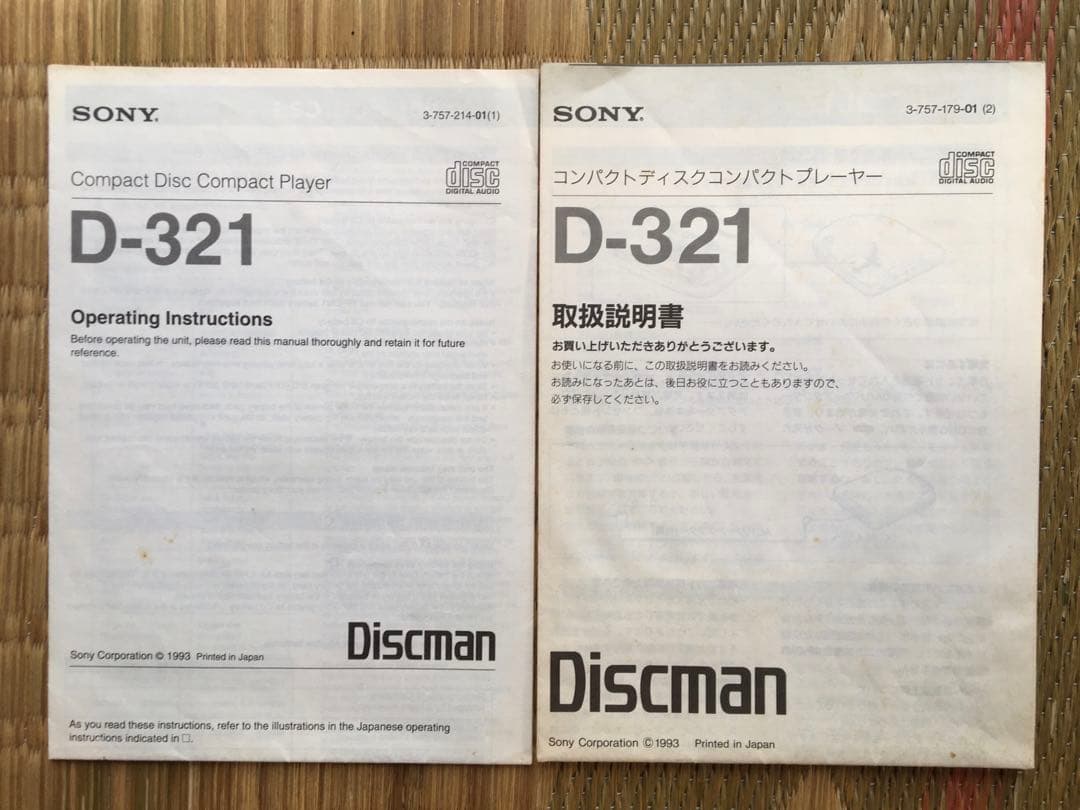 SONY®
3-757-214-01(1)
Compact Disc Compact Player
COMPACT
disc
DIGITAL AUDIO
D-321
Operating Instructions
Before operating the unit, please read this manual thoroughly and retain it for future
reference.
Discman
Sony Corporation © 1993 Printed in Japan
As you read these instructions, refer to the illustrations in the Japanese operating
instructions indicated in □.
SONY®
3-757-179-01 (2)
コンパクトディスクコンパクトプレーヤー
COMPACT
disc
DIGITAL AUDIO
D-321
取扱説明書
お買い上げいただきありがとうございます。
お使いになる前に、この取扱説明書をお読みください。
お読みになったあとは、後日お役に立つこともありますので、
必ず保存してください。
Discman
Sony Corporation ©1993 Printed in Japan